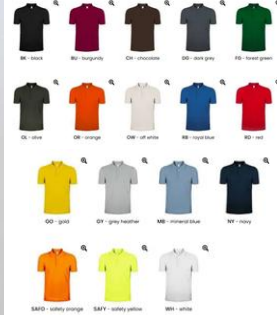 BK - black
BU - burgundy
CH - chocolate
DG - dark grey
FG - forest green
OL - olive
OR - orange
OW - off white
RB - royal blue
RD - red
GO - gold
GY - grey heather
MB - mineral blue
NY - navy
SAFO - safety orange
SAFY - safety yellow
WH - white